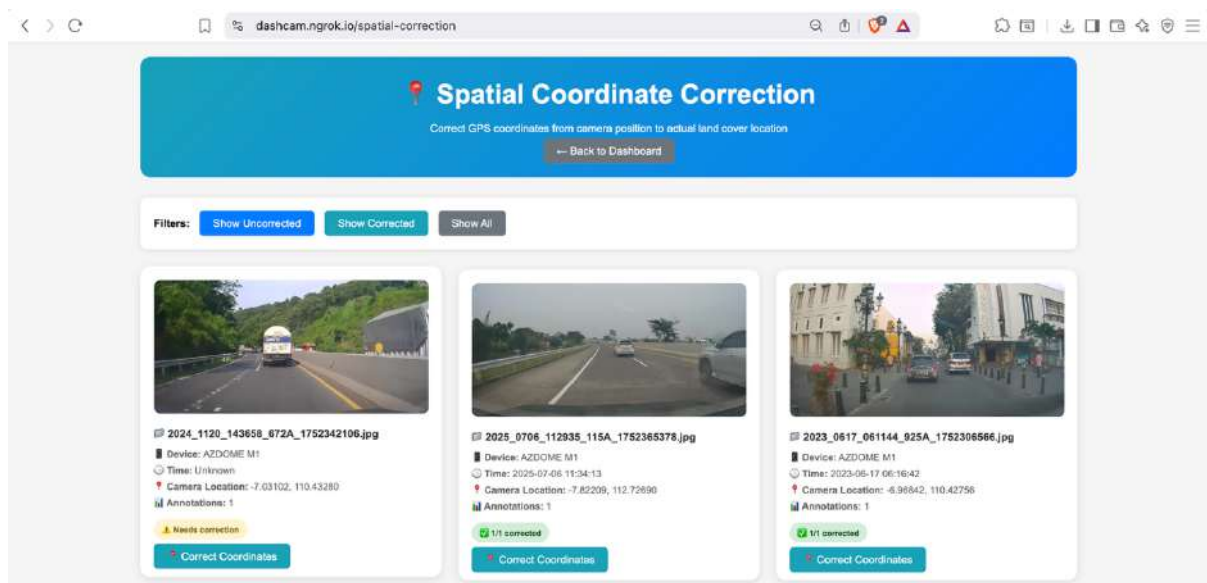 dashcam.ngrok.io/spatial-correction
📍 Spatial Coordinate Correction
Correct GPS coordinates from camera position to actual land cover location
← Back to Dashboard
Filters:
Show Uncorrected
Show Corrected
Show All
2024_1120_143658_672A_1752342106.jpg
Device: AZDOME M1
Time: Unknown
Camera Location: -7.03102, 110.43280
Annotations: 1
Needs correction
Correct Coordinates
2025_0706_112935_115A_1752365378.jpg
Device: AZDOME M1
Time: 2025-07-06 11:34:13
Camera Location: -7.82209, 112.72690
Annotations: 1
1/1 corrected
Correct Coordinates
2023_0617_061144_925A_1752306566.jpg
Device: AZDOME M1
Time: 2023-06-17 06:16:42
Camera Location: -6.96842, 110.42756
Annotations: 1
1/1 corrected
Correct Coordinates